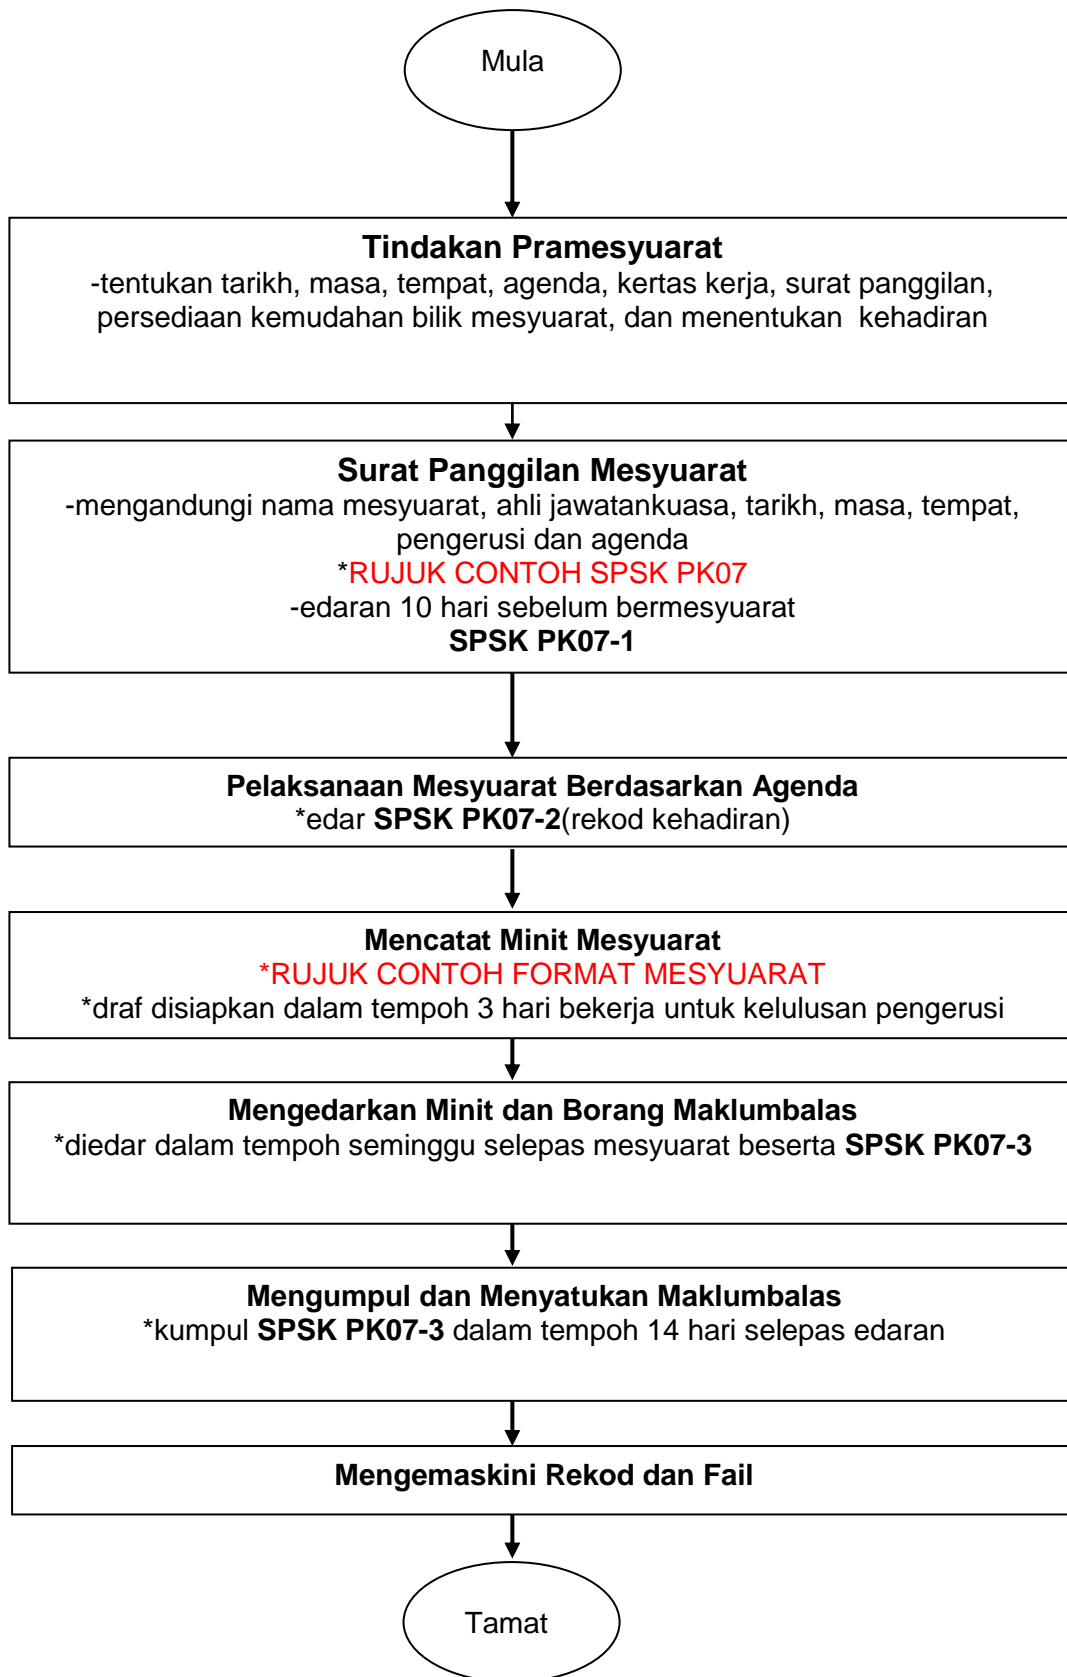 Mula
Tindakan Pramesyuarat
-tentukan tarikh, masa, tempat, agenda, kertas kerja, surat panggilan,
persediaan kemudahan bilik mesyuarat, dan menentukan kehadiran
Surat Panggilan Mesyuarat
-mengandungi nama mesyuarat, ahli jawatankuasa, tarikh, masa, tempat,
pengerusi dan agenda
*RUJUK CONTOH SPSK PK07
-edaran 10 hari sebelum bermesyuarat
SPSK PK07-1
Pelaksanaan Mesyuarat Berdasarkan Agenda
*edar SPSK PK07-2(rekod kehadiran)
Mencatat Minit Mesyuarat
*RUJUK CONTOH FORMAT MESYUARAT
*draf disiapkan dalam tempoh 3 hari bekerja untuk kelulusan pengerusi
Mengedarkan Minit dan Borang Maklumbalas
*diedar dalam tempoh seminggu selepas mesyuarat beserta SPSK PK07-3
Mengumpul dan Menyatukan Maklumbalas
*kumpul SPSK PK07-3 dalam tempoh 14 hari selepas edaran
Mengemaskini Rekod dan Fail
Tamat